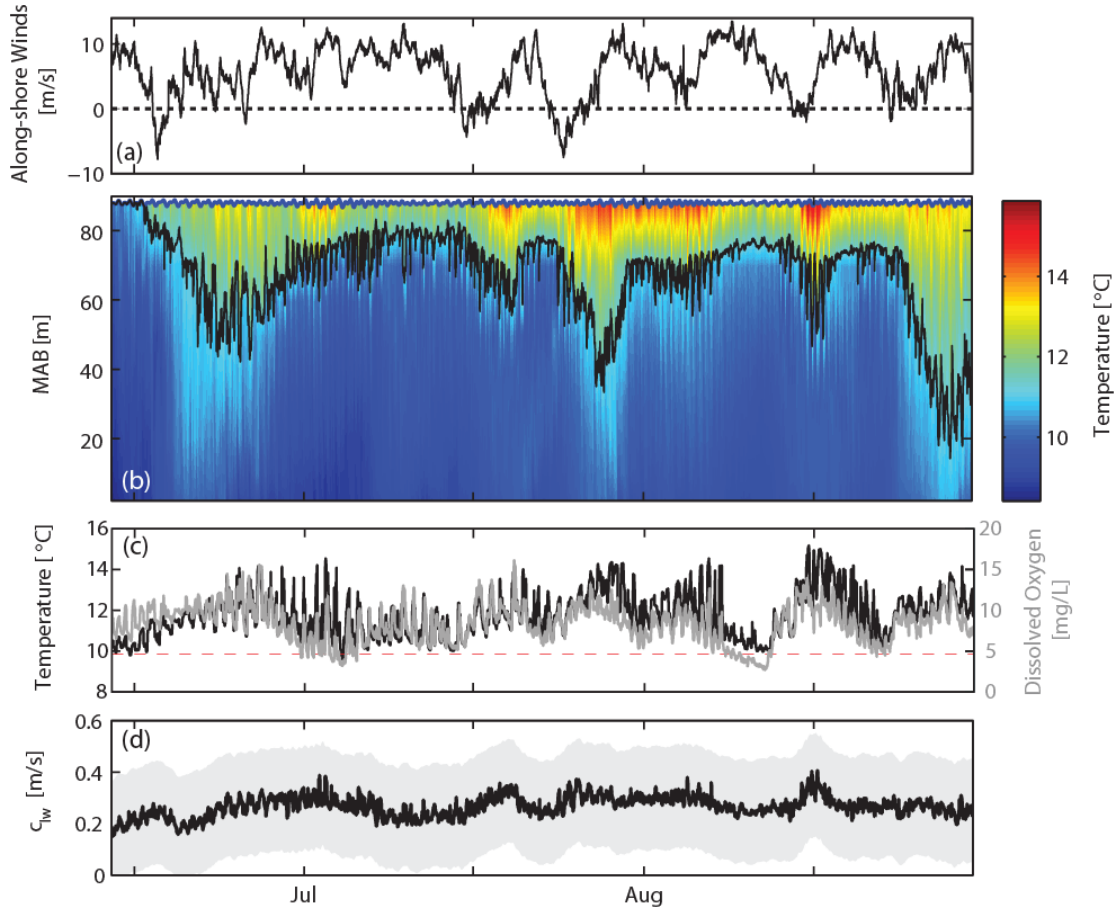 Along-shore Winds
[m/s]
10
0
−10
(a)
MAB [m]
80
60
40
20
(b)
14
12
10
Temperature [°C]
(c)
Temperature [°C]
16
14
12
10
8
20
15
10
5
0
Dissolved Oxygen
[mg/L]
(d)
c_iw [m/s]
0.6
0.4
0.2
0
Jul
Aug